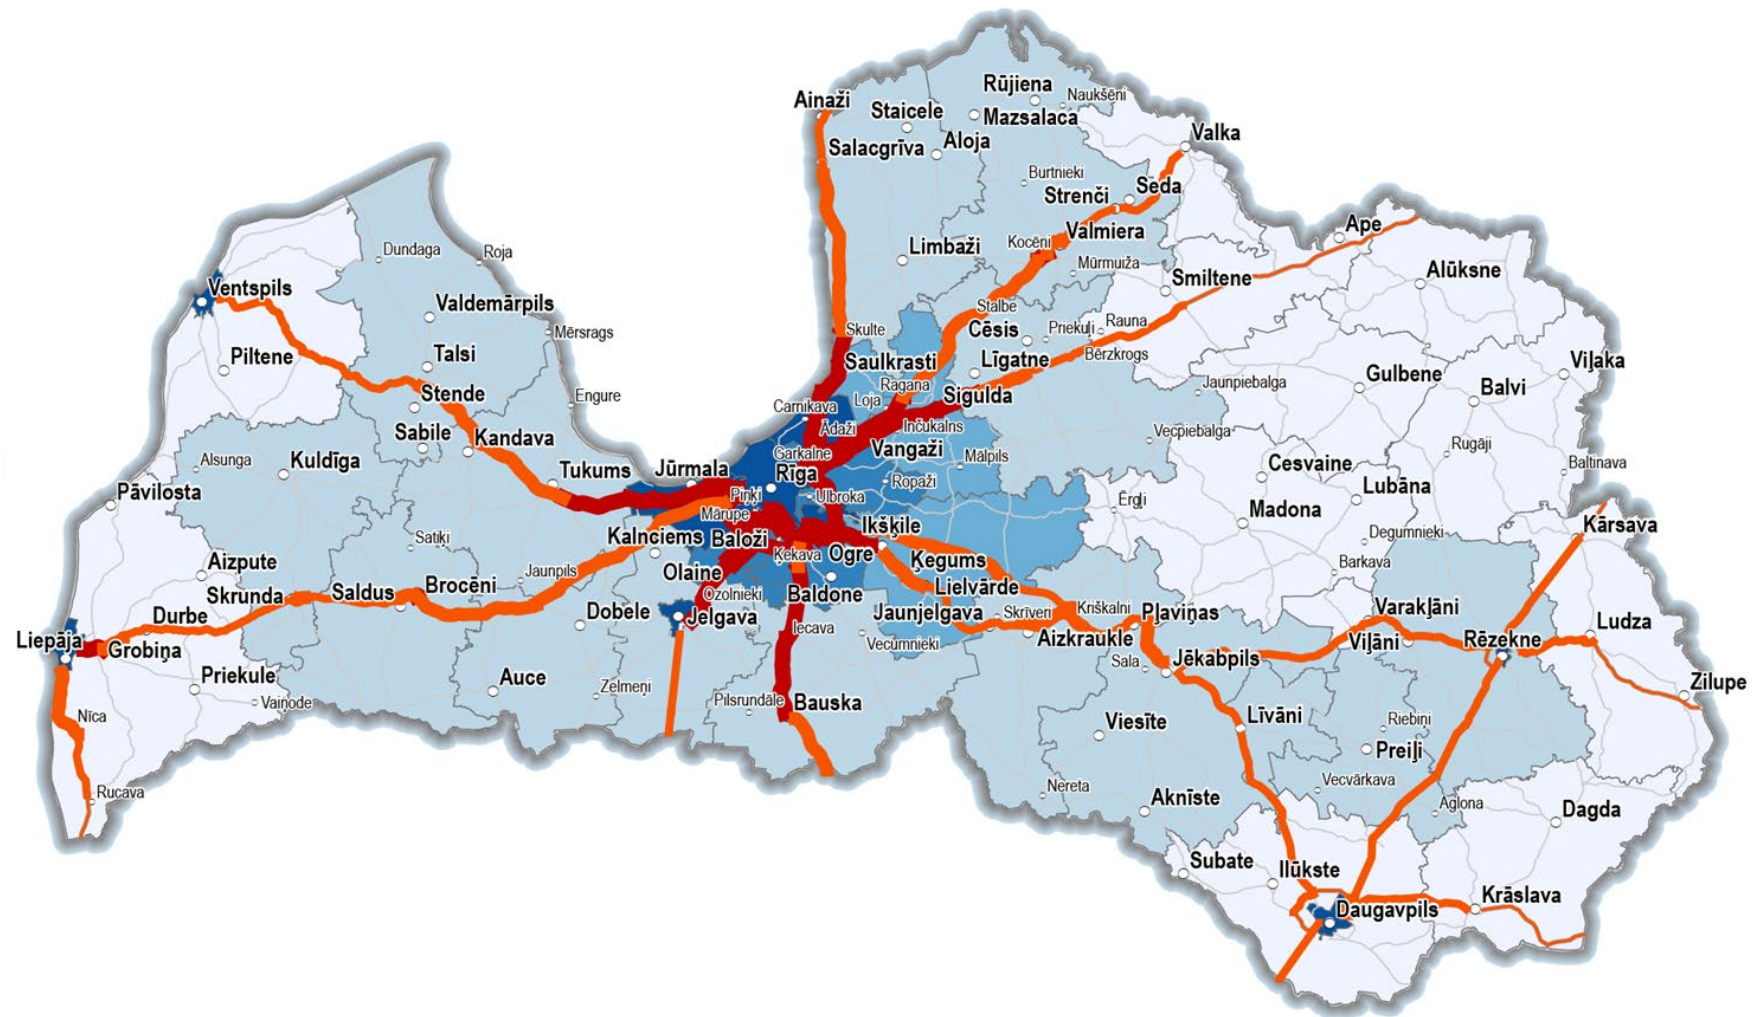 Rūjiena
Naukšēni
Ainaži
Staicele
Mazsalaca
Valka
Salacgrīva
Aloja
Burtnieki
Seda
Strenči
Ape
Valmiera
Kocēni
Limbaži
Dundaga
Roja
Mūrmuiža
Smiltene
Alūksne
Ventspils
Valdemārpils
Stalbe
Mērsrags
Skulte
Cēsis
Priekuļi
Rauna
Piltene
Talsi
Saulkrasti
Līgatne
Bērzkrogs
Viļaka
Gulbene
Ragana
Jaunpiebalga
Balvi
Stende
Engure
Carnikava
Loja
Sigulda
Sabile
Kandava
Ādaži
Inčukalns
Vecpiebalga
Rugāji
Alsunga
Kuldīga
Garkalne
Vangaži
Mālpils
Cesvaine
Baltinava
Tukums
Jūrmala
Rīga
Ropaži
Lubāna
Pāvilosta
Piņķi
Ulbroka
Ērgļi
Madona
Mārupe
Ikšķile
Kārsava
Satiķi
Kalnciems
Baloži
Degumnieki
Aizpute
Ķekava
Ogre
Ķegums
Barkava
Jaunpils
Olaine
Skrunda
Saldus
Brocēni
Ozolnieki
Baldone
Lielvārde
Durbe
Dobele
Jelgava
Jaunjelgava
Skrīveri
Kriškalni
Pļaviņas
Varakļāni
Liepāja
Grobiņa
Iecava
Vecumnieki
Aizkraukle
Viļāni
Rēzekne
Ludza
Priekule
Auce
Zelmeņi
Sala
Jēkabpils
Zilupe
Vaiņode
Pilsrundāle
Bauska
Nīca
Viesīte
Līvāni
Riebiņi
Preiļi
Rucava
Nereta
Aknīste
Vecvārkava
Aglona
Dagda
Subate
Ilūkste
Krāslava
Daugavpils